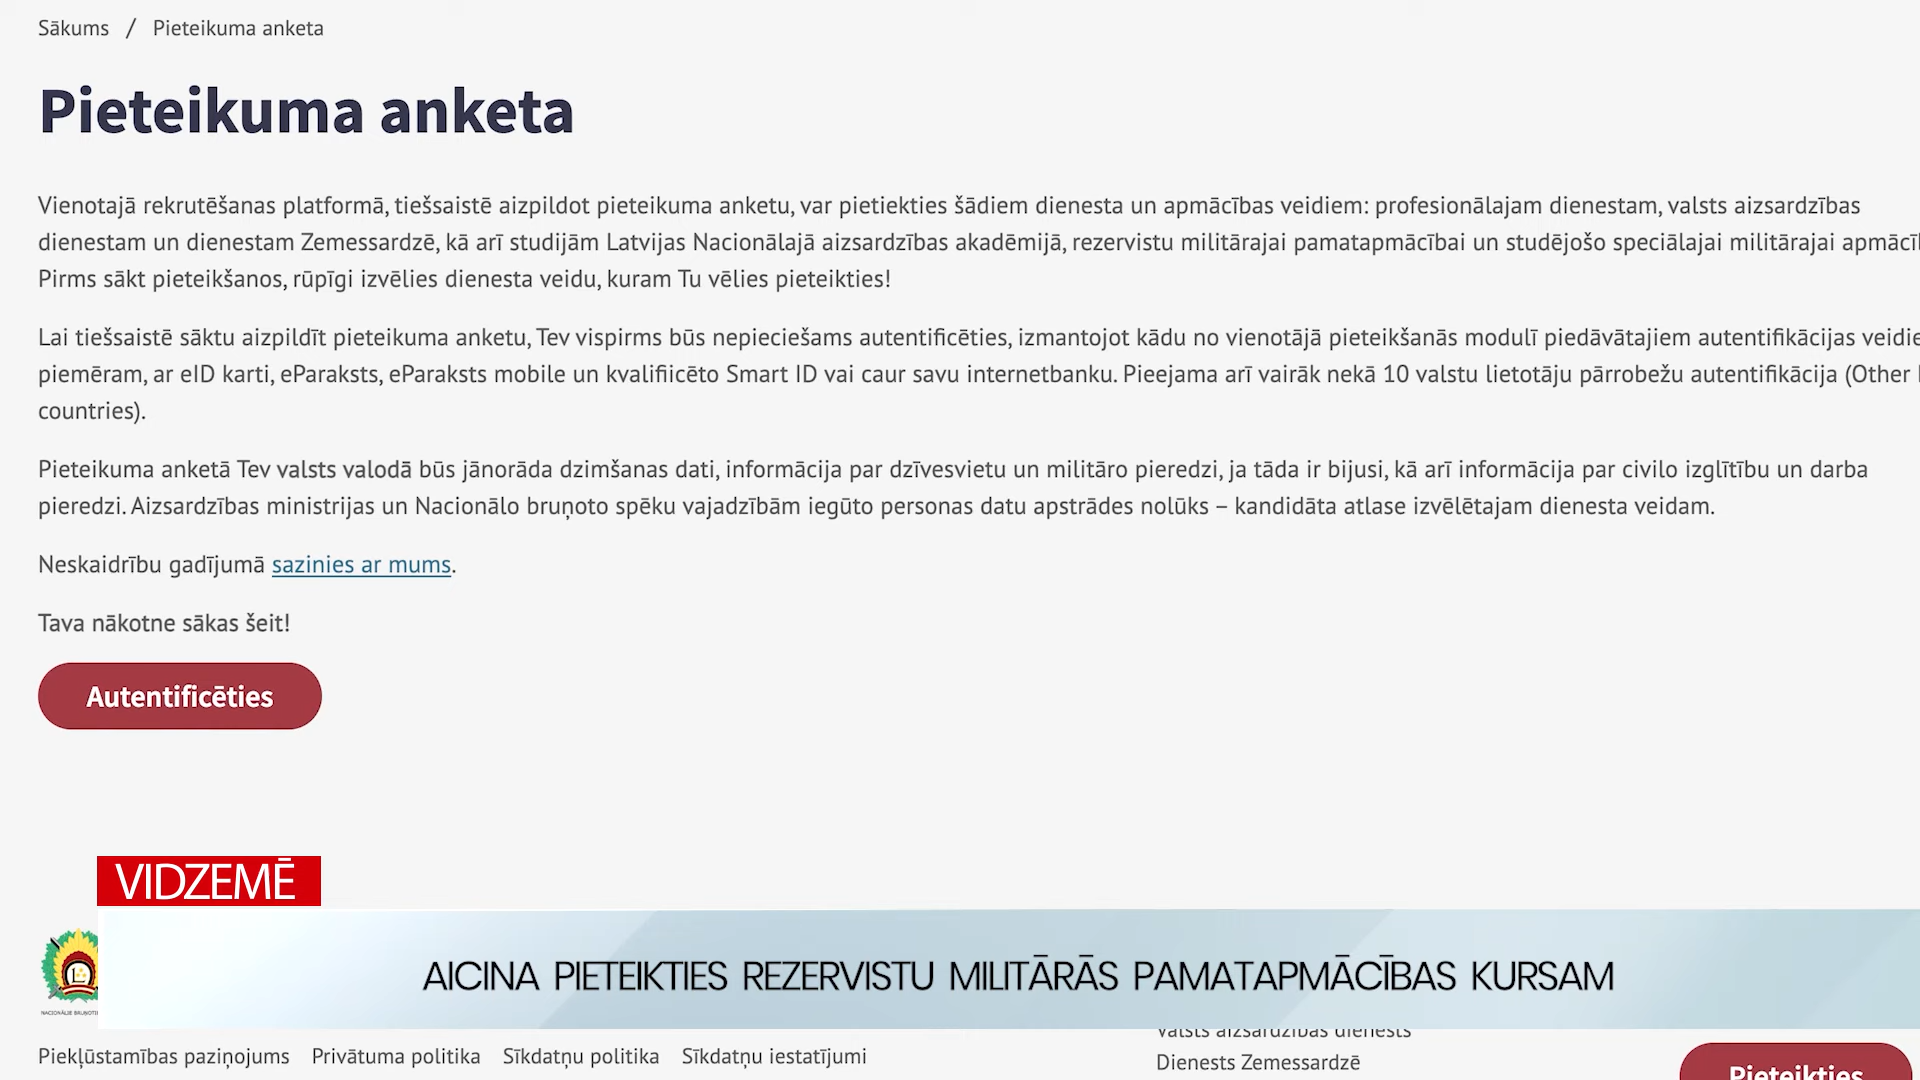 Sākums / Pieteikuma anketa
Pieteikuma anketa
Vienotajā rekrutēšanas platformā, tiešsaistē aizpildot pieteikuma anketu, var pietiekties šādiem dienesta un apmācības veidiem: profesionālajam dienestam, valsts aizsardzības
dienestam un dienestam Zemessardzē, kā arī studijām Latvijas Nacionālajā aizsardzības akadēmijā, rezervistu militārajai pamatapmācībai un studējošo speciālajai militārajai
Pirms sākt pieteikšanos, rūpīgi izvēlies dienesta veidu, kuram Tu vēlies pieteikties!
Lai tiešsaistē sāktu aizpildīt pieteikuma anketu, Tev vispirms būs nepieciešams autentificēties, izmantojot kādu no vienotājā pieteikšanās modulī piedāvātajiem autentifikācijas
piemēram, ar eID karti, eParaksts, eParaksts mobile un kvalifiicēto Smart ID vai caur savu internetbanku. Pieejama arī vairāk nekā 10 valstu lietotāju pārrobežu autentifikācija (Other
countries).
Pieteikuma anketā Tev valsts valodā būs jānorāda dzimšanas dati, informācija par dzīvesvietu un militāro pieredzi, ja tāda ir bijusi, kā arī informācija par civilo izglītību un darba
pieredzi. Aizsardzības ministrijas un Nacionālo bruņoto spēku vajadzībām iegūto personas datu apstrādes nolūks – kandidāta atlase izvēlētajam dienesta veidam.
Neskaidrību gadījumā sazinies ar mums.
Tava nākotne sākas šeit!
Autentificēties
VIDZEMĒ
AICINA PIETEIKTIES REZERVISTU MILITĀRĀS PAMATAPMĀCĪBAS KURSAM
NACIONĀLIE
Valsts aizsardzības dienests
Piekļūstamības paziņojums Privātuma politika Sīkdatņu politika Sīkdatņu iestatījumi
Dienests Zemessardzē
Pieteikties